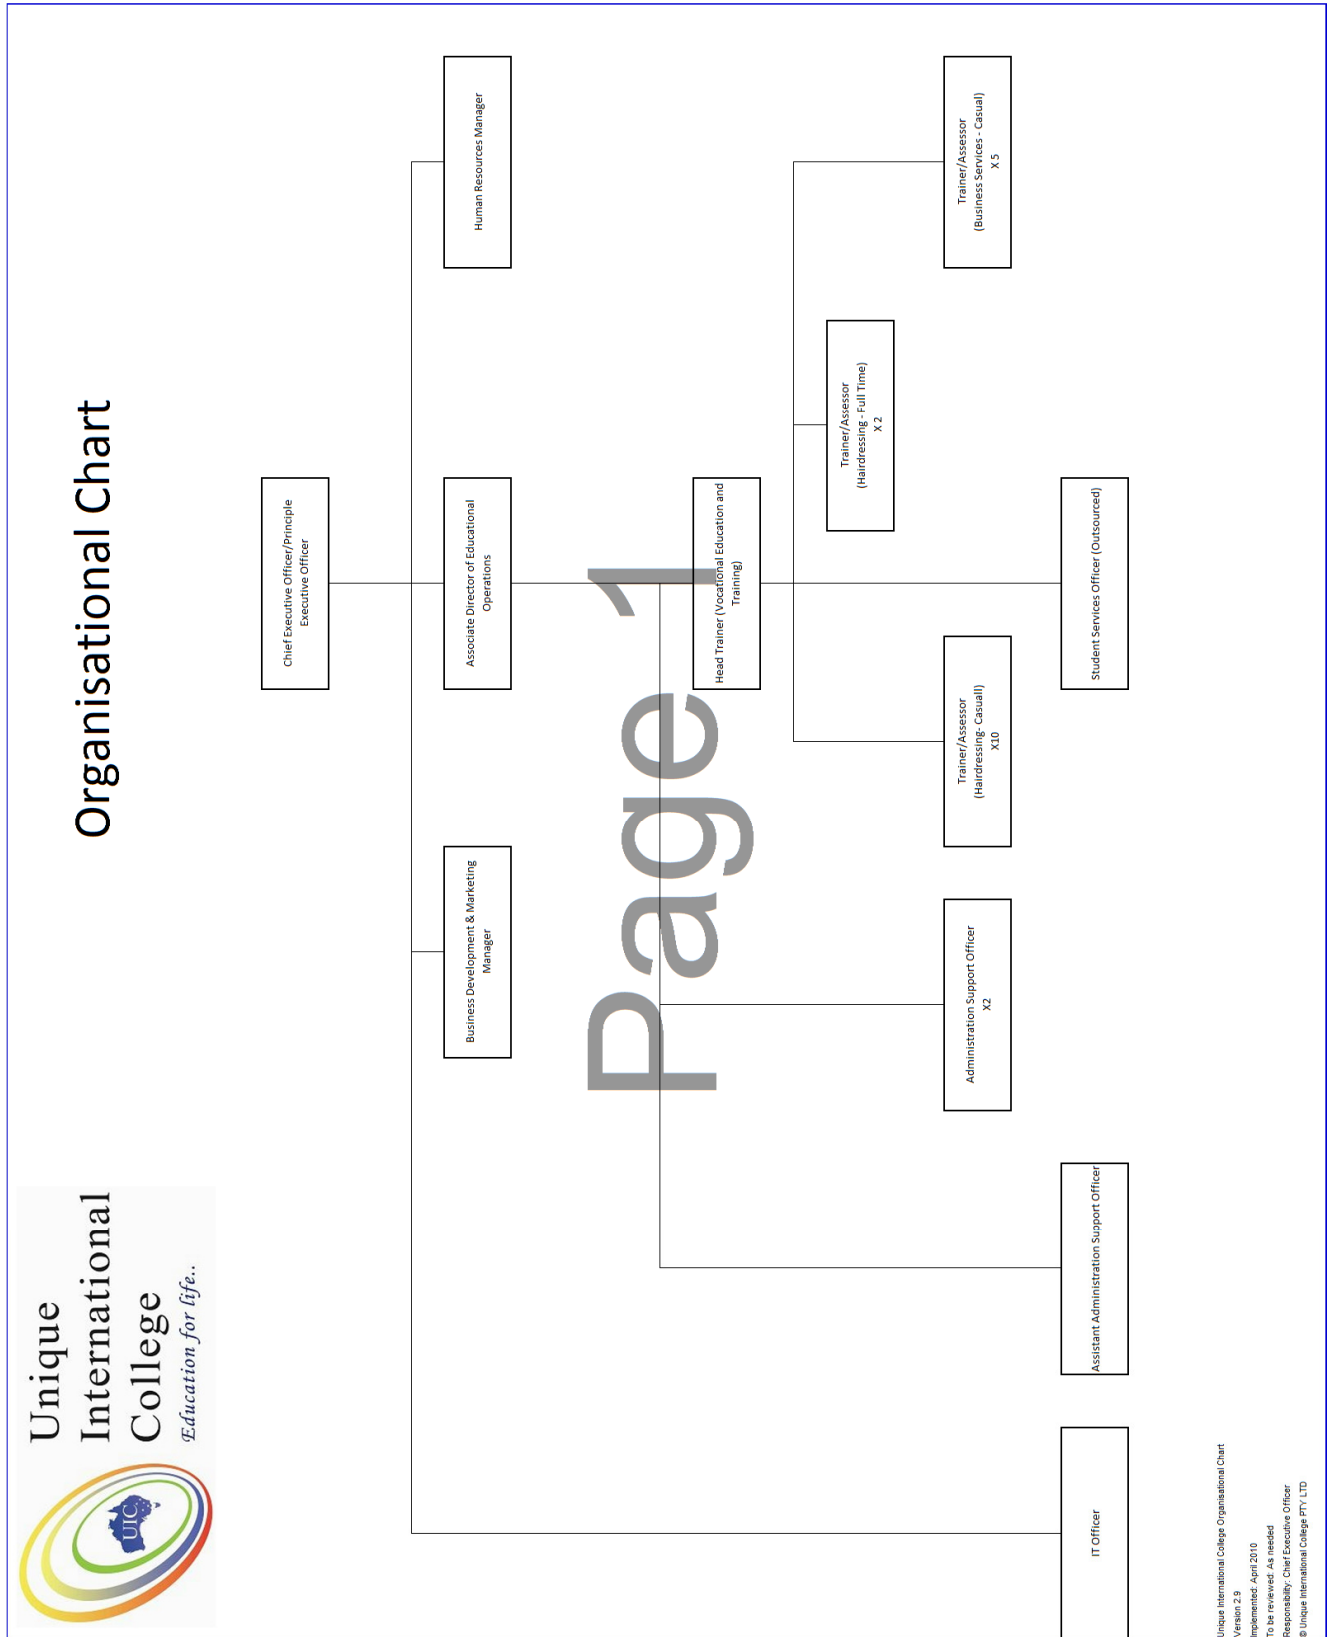 Unique
International
College
Education for life..
UIC
Organisational Chart
Chief Executive Officer/Principle
Executive Officer
Business Development & Marketing
Manager
Associate Director of Educational
Operations
Human Resources Manager
Page 1
Head Trainer (Vocational Education and
Training)
Trainer/Assessor
(Hairdressing - Full Time)
X 2
Administration Support Officer
X2
Trainer/Assessor
(Hairdressing- Casuall)
X10
Trainer/Assessor
(Business Services - Casual)
X 5
IT Officer
Assistant Administration Support Officer
Student Services Officer (Outsourced)
Unique International College Organisational Chart
Version 2.9
Implemented: April 2010
To be reviewed: As needed
Responsibility: Chief Executive Officer
© Unique International College PTY LTD